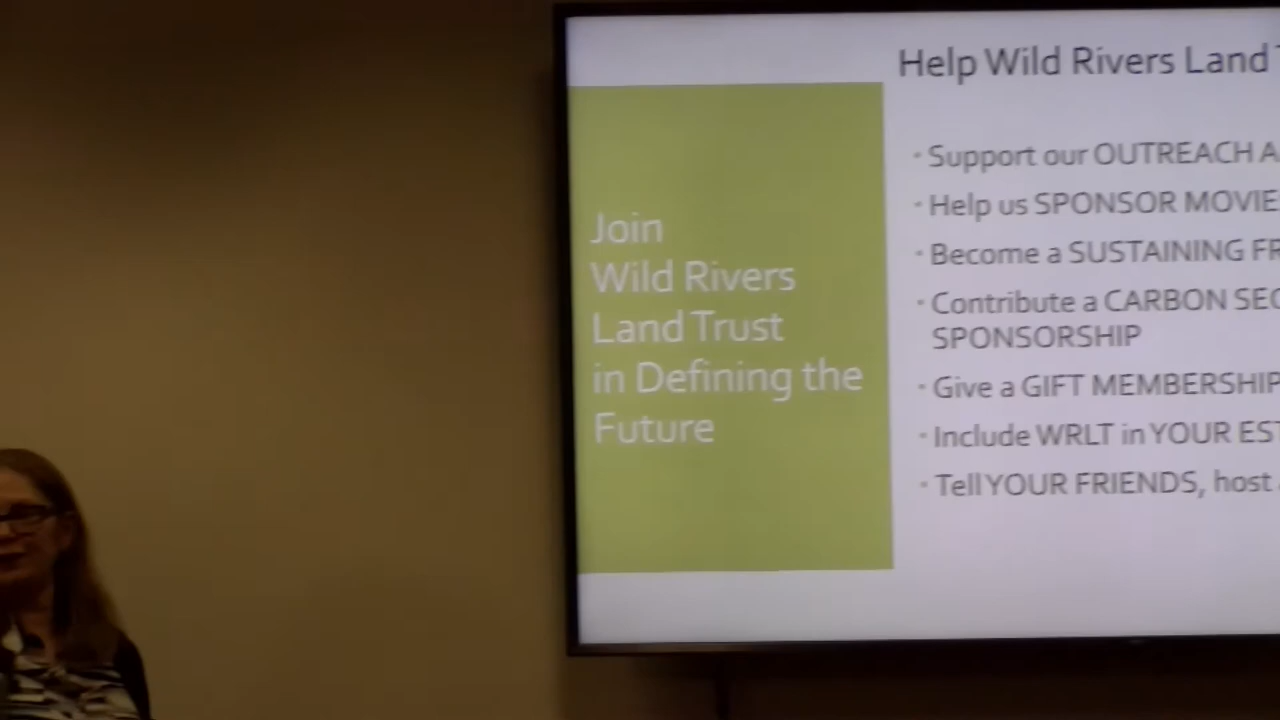 Help Wild Rivers Land
Join
Wild Rivers
Land Trust
in Defining the
Future
• Support our OUTREACH
• Help us SPONSOR
• Become a SUSTAINING
• Contribute a CARBON
SPONSORSHIP
• Give a GIFT MEMBERSHIP
• Include WRLT in YOUR
• Tell YOUR FRIENDS, host